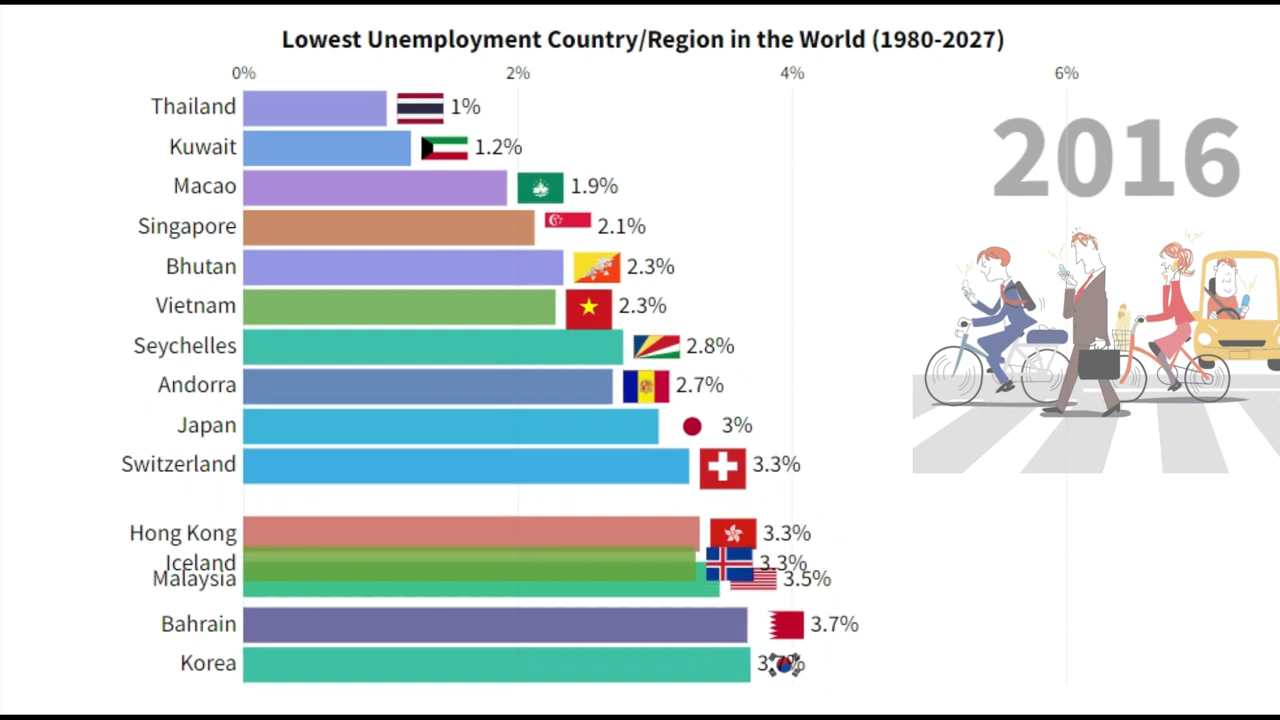 Lowest Unemployment Country/Region in the World (1980-2027)
0% 2% 4% 6%
2016
Thailand 1%
Kuwait 1.2%
Macao 1.9%
Singapore 2.1%
Bhutan 2.3%
Vietnam 2.3%
Seychelles 2.8%
Andorra 2.7%
Japan 3%
Switzerland 3.3%
Hong Kong 3.3%
Iceland 3.3%
Malaysia 3.5%
Bahrain 3.7%
Korea 3.7%